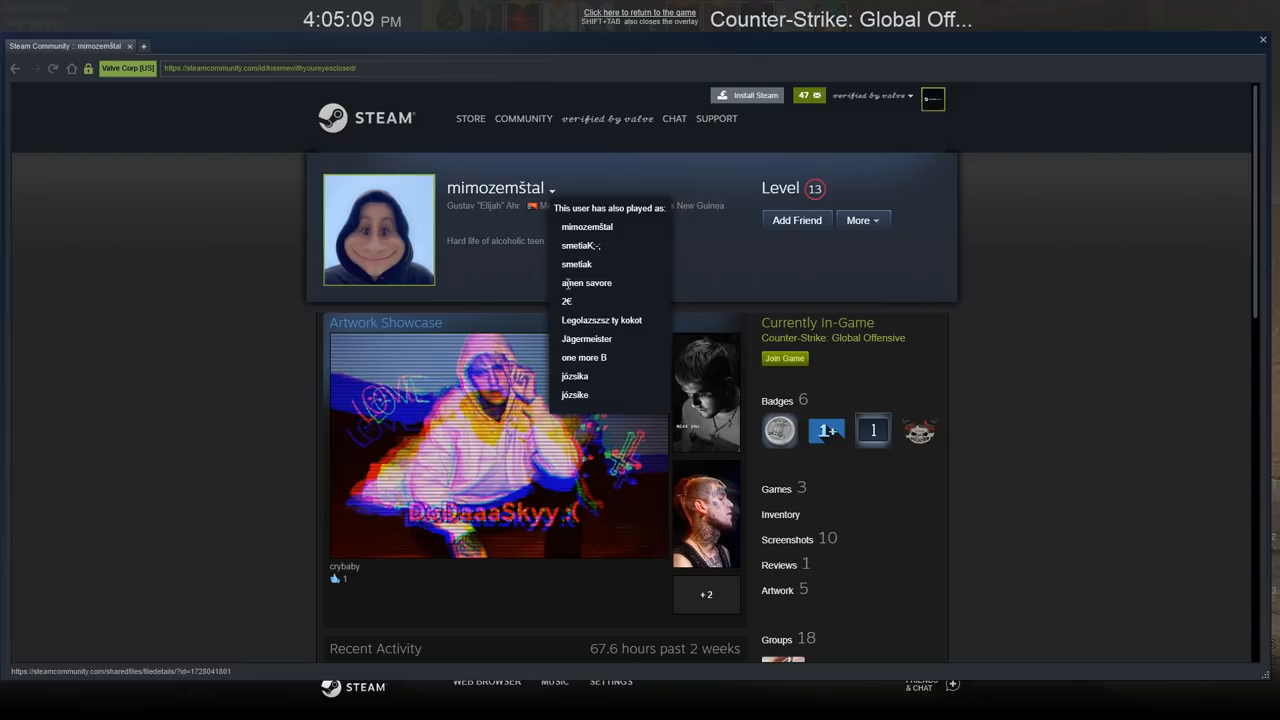 4:05:09 PM
Click here to return to the game
SHIFT+TAB also closes the overlay
Counter-Strike: Global Off...
Steam Community :: mimozemštal
Valve Corp [US]
https://steamcommunity.com/id/kissmewithyoureyesclosed/
Install Steam
47
verified by valve
STEAM
STORE
COMMUNITY
verified by valve
CHAT
SUPPORT
mimozemštal
Gustav "Elijah" Ahr
New Guinea
Hard life of alcoholic teen
This user has also played as:
mimozemštal
smetiaK;-;
smetiak
amen savore
2€
Legolazszsz ty kokot
Jägermeister
one more B
józsika
józsike
Level 13
Add Friend
More
Artwork Showcase
LOVE
DoDaaaSkyy :(
miss you
crybaby
1
+ 2
Currently In-Game
Counter-Strike: Global Offensive
Join Game
Badges 6
1+
1
Games 3
Inventory
Screenshots 10
Reviews 1
Artwork 5
Groups 18
Recent Activity
67.6 hours past 2 weeks
https://steamcommunity.com/sharedfiles/filedetails/?id=1728041801
STEAM
WEB BROWSER
MUSIC
SETTINGS
FRIENDS
& CHAT